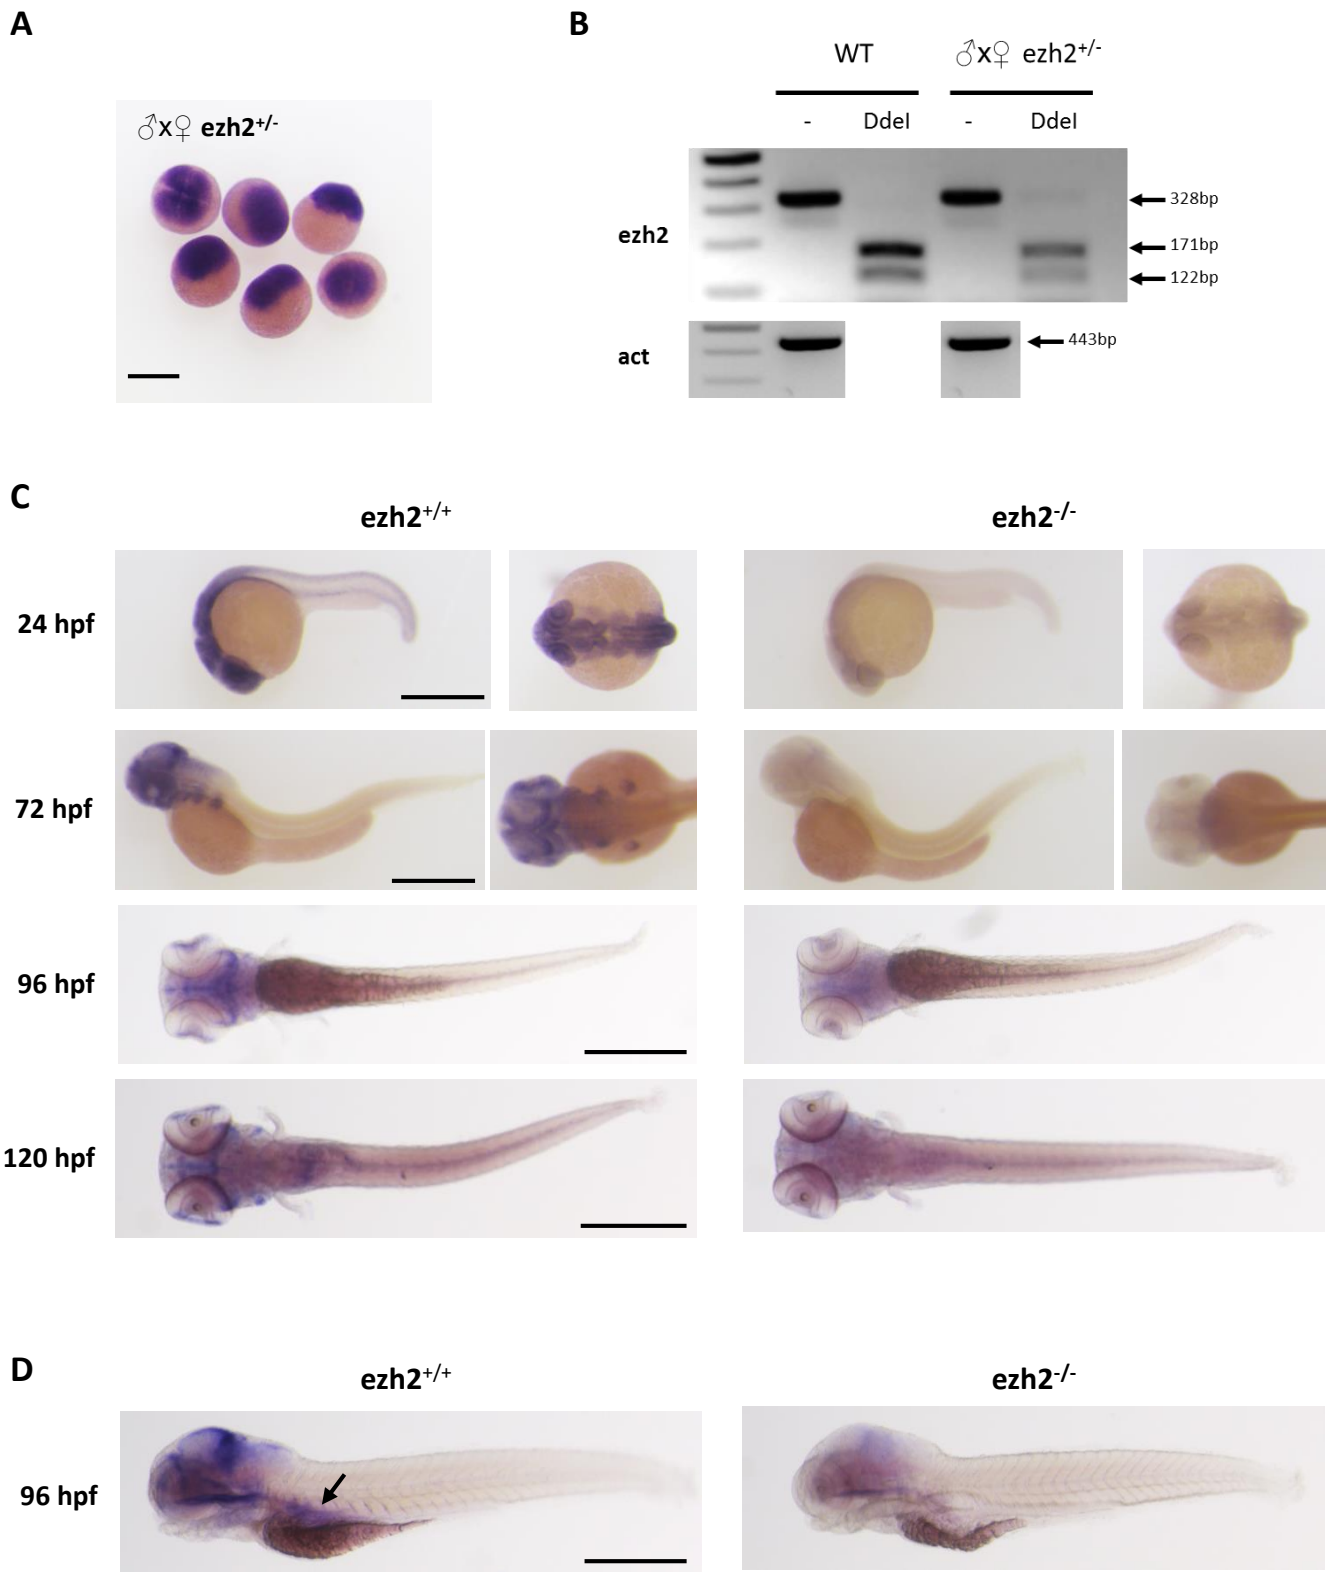 A
♂x♀ ezh2+/-
B
WT ♂x♀ ezh2+/-
- DdeI - DdeI
ezh2
328bp
171bp
122bp
act
443bp
C
ezh2+/+ ezh2-/-
24 hpf
72 hpf
96 hpf
120 hpf
D
ezh2+/+ ezh2-/-
96 hpf